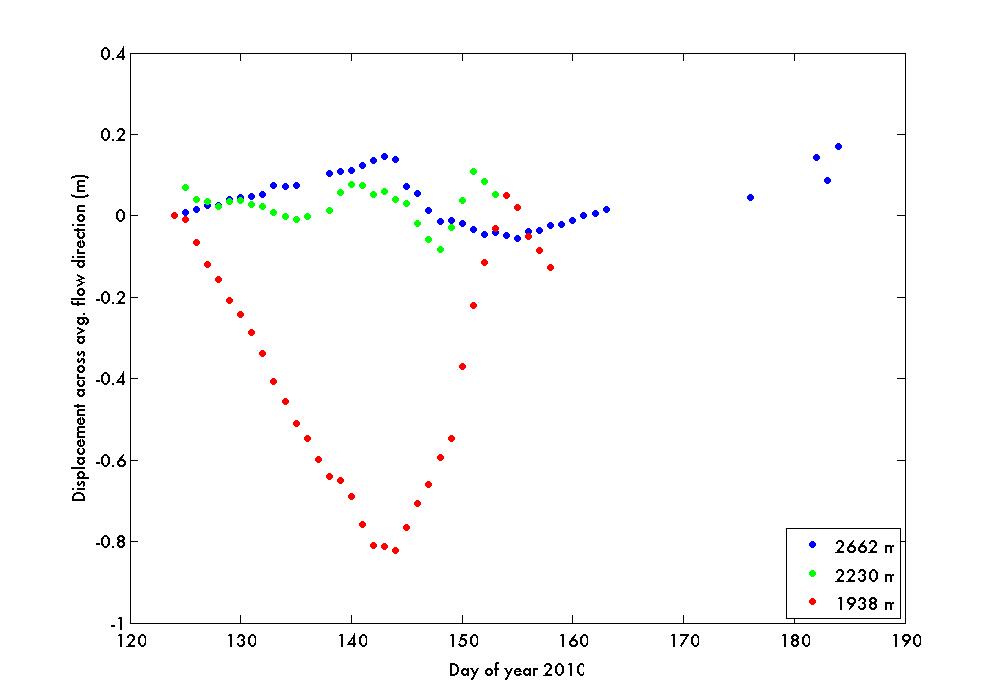 0.4
0.2
0
-0.2
-0.4
-0.6
-0.8
-1
Displacement across avg. flow direction (m)
2662 m
2230 m
1938 m
120 130 140 150 160 170 180 190
Day of year 2010